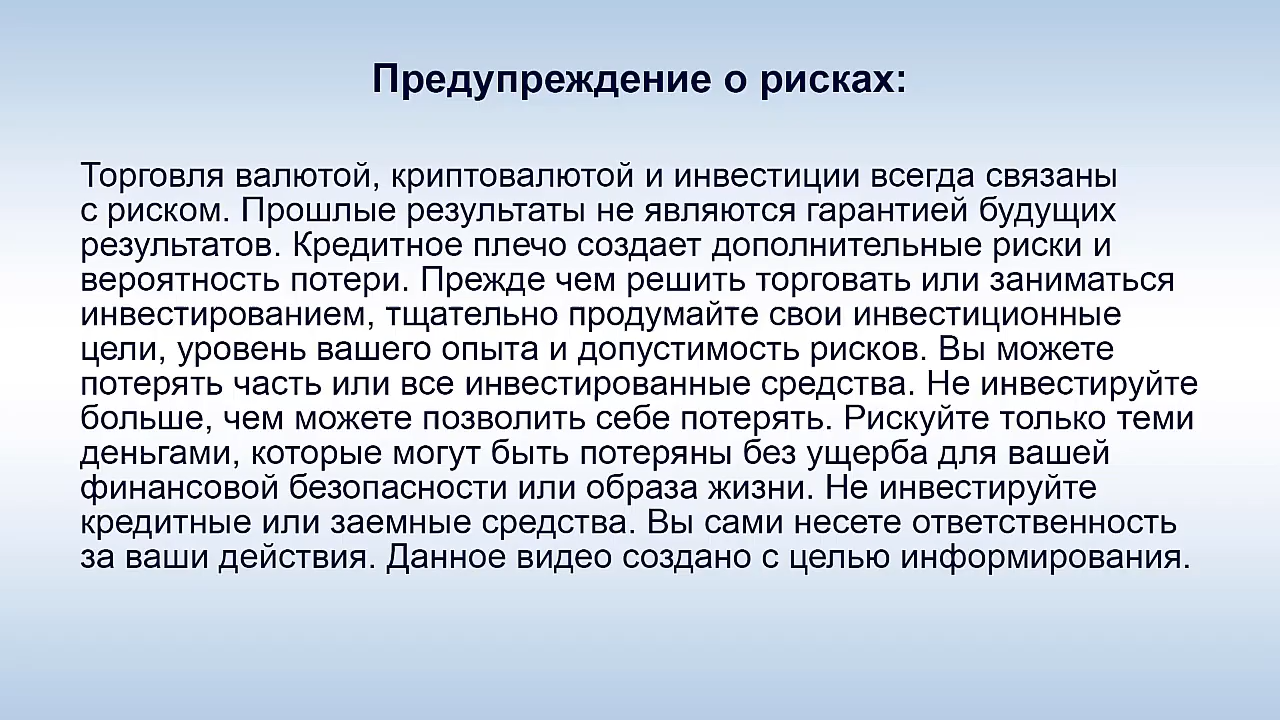 Предупреждение о рисках:
Торговля валютой, криптовалютой и инвестиции всегда связаны
с риском. Прошлые результаты не являются гарантией будущих
результатов. Кредитное плечо создает дополнительные риски и
вероятность потери. Прежде чем решить торговать или заниматься
инвестированием, тщательно продумайте свои инвестиционные
цели, уровень вашего опыта и допустимость рисков. Вы можете
потерять часть или все инвестированные средства. Не инвестируйте
больше, чем можете позволить себе потерять. Рискуйте только теми
деньгами, которые могут быть потеряны без ущерба для вашей
финансовой безопасности или образа жизни. Не инвестируйте
кредитные или заемные средства. Вы сами несете ответственность
за ваши действия. Данное видео создано с целью информирования.